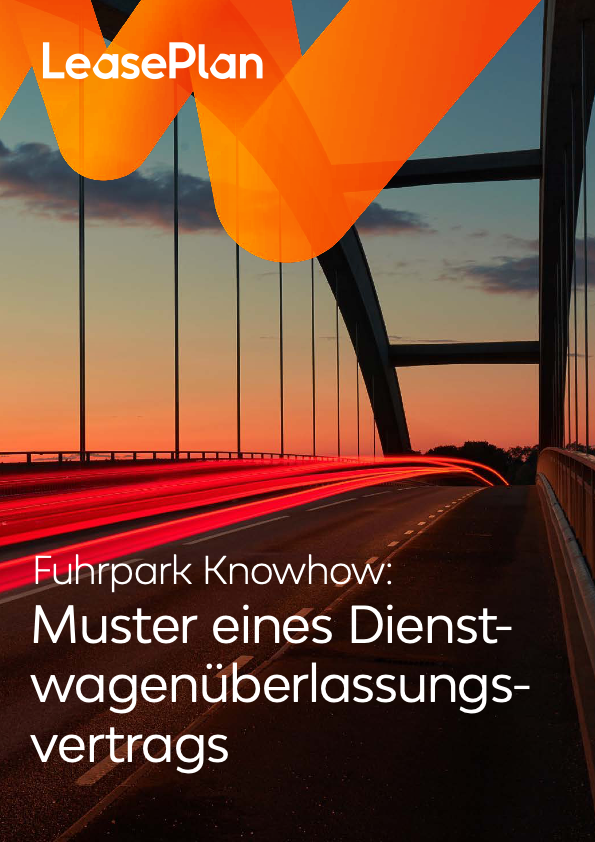 LeasePlan
Fuhrpark Knowhow:
Muster eines Dienst-
wagenüberlassungs-
vertrags